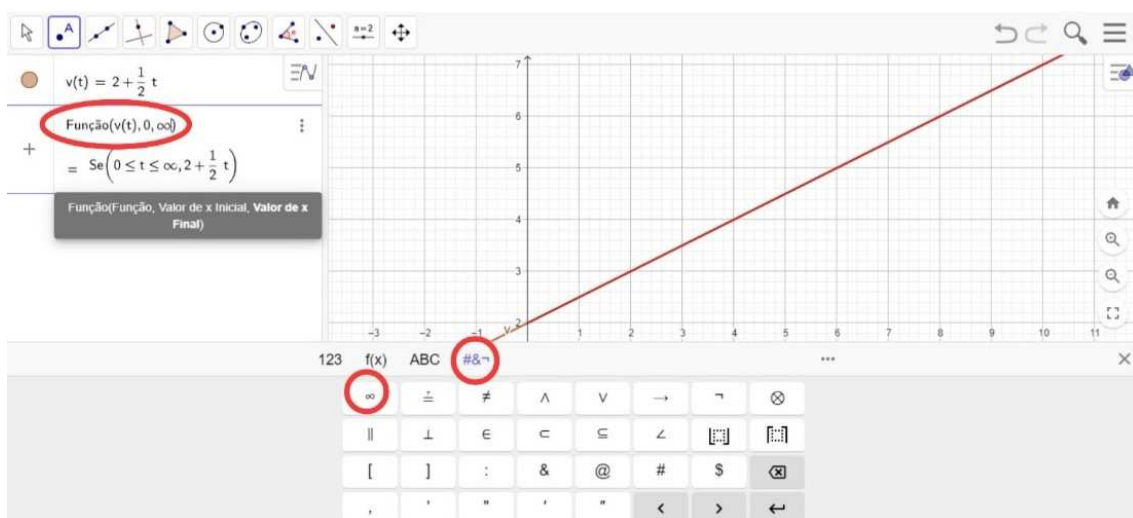 A
a=2
v(t) = 2 + 1/2 t
Função(v(t), 0, ∞)
= Se(0 ≤ t ≤ ∞, 2 + 1/2 t)
Função(Função, Valor de x Inicial, Valor de x
Final)
7
6
5
4
3
2
v
−3 −2 −1 1 2 3 4 5 6 7 8 9 10 11
123 f(x) ABC #&¬ ...
∞ ≟ ≠ ∧ ∨ → ¬ ⊗
∥ ⊥ ∈ ⊂ ⊆ ∠ ⌊⌋ ⌈⌉
[ ] : & @ # $
, ' " ′ ″ < >